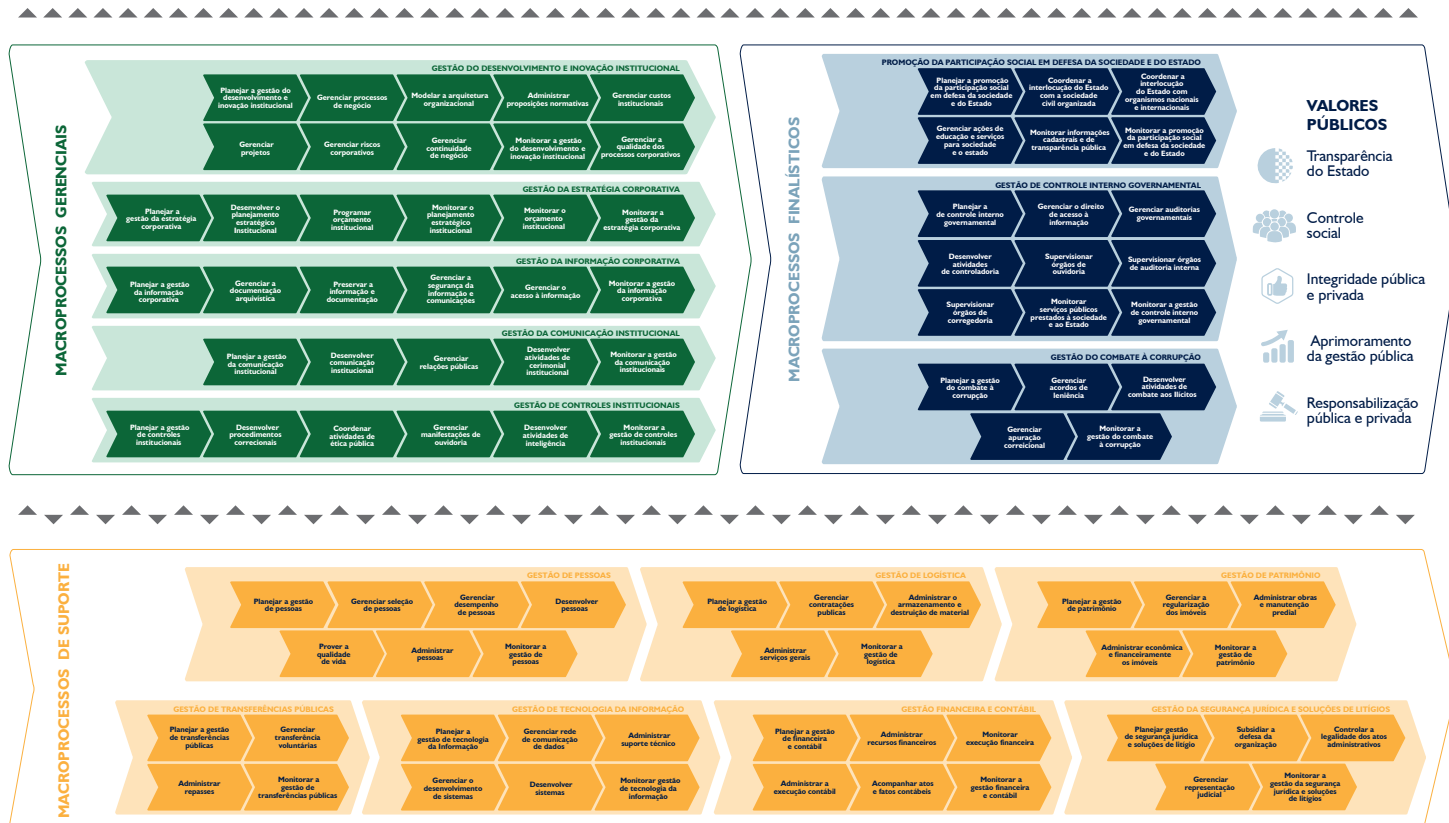 MACROPROCESSOS GERENCIAIS
GESTÃO DO DESENVOLVIMENTO E INOVAÇÃO INSTITUCIONAL
Planejar a gestão do
desenvolvimento e
inovação institucional
Gerenciar processos
de negócio
Modelar a arquitetura
organizacional
Administrar
proposições normativas
Gerenciar custos
institucionais
Gerenciar
projetos
Gerenciar riscos
corporativos
Gerenciar
continuidade
de negócio
Monitorar a gestão
do desenvolvimento e
inovação institucional
Gerenciar a
qualidade dos
processos corporativos
GESTÃO DA ESTRATÉGIA CORPORATIVA
Planejar a
gestão da estratégia
corporativa
Desenvolver o
planejamento
estratégico
Institucional
Programar
orçamento
institucional
Monitorar o
planejamento
estratégico
institucional
Monitorar o
orçamento
institucional
Monitorar a
gestão da
estratégia corporativa
GESTÃO DA INFORMAÇÃO CORPORATIVA
Planejar a gestão
da informação
corporativa
Gerenciar a
documentação
arquivística
Preservar a
informação e
documentação
Gerenciar a
segurança da
informação e
comunicações
Gerenciar o
acesso à informação
Monitorar a gestão
da informação
corporativa
GESTÃO DA COMUNICAÇÃO INSTITUCIONAL
Planejar a gestão
da comunicação
institucional
Desenvolver
comunicação
institucional
Gerenciar
relações públicas
Desenvolver
atividades de
cerimonial
institucional
Monitorar a gestão
da comunicação
institucionais
GESTÃO DE CONTROLES INSTITUCIONAIS
Planejar a gestão
de controles
institucionais
Desenvolver
procedimentos
correcionais
Coordenar
atividades de
ética pública
Gerenciar
manifestações de
ouvidoria
Desenvolver
atividades de
inteligência
Monitorar a
gestão de controles
institucionais
MACROPROCESSOS FINALÍSTICOS
PROMOÇÃO DA PARTICIPAÇÃO SOCIAL EM DEFESA DA SOCIEDADE E DO ESTADO
Planejar a promoção
da participação social
em defesa da sociedade
e do Estado
Coordenar a
interlocução do Estado
com a sociedade
civil organizada
Coordenar a
interlocução
do Estado com
organismos nacionais
e internacionais
Gerenciar ações de
educação e serviços
para sociedade
e o estado
Monitorar informações
cadastrais e de
transparência pública
Monitorar a promoção
da participação social
em defesa da sociedade
e do Estado
GESTÃO DE CONTROLE INTERNO GOVERNAMENTAL
Planejar a
de controle interno
governamental
Gerenciar o direito
de acesso à
informação
Gerenciar auditorias
governamentais
Desenvolver
atividades
de controladoria
Supervisionar
órgãos de
ouvidoria
Supervisionar órgãos
de auditoria interna
Supervisionar
órgãos de
corregedoria
Monitorar
serviços públicos
prestados à sociedade
e ao Estado
Monitorar a gestão
de controle interno
governamental
GESTÃO DO COMBATE À CORRUPÇÃO
Planejar a gestão
do combate à
corrupção
Gerenciar
acordos de
leniência
Desenvolver
atividades de
combate aos Ilicitos
Gerenciar
apuração
correicional
Monitorar a
gestão do combate
à corrupção
VALORES
PÚBLICOS
Transparência
do Estado
Controle
social
Integridade pública
e privada
Aprimoramento
da gestão pública
Responsabilização
pública e privada
MACROPROCESSOS DE SUPORTE
GESTÃO DE PESSOAS
Planejar a gestão
de pessoas
Gerenciar seleção
de pessoas
Gerenciar
desempenho
de pessoas
Desenvolver
pessoas
Prover a
qualidade
de vida
Administrar
pessoas
Monitorar a
gestão de
pessoas
GESTÃO DE LOGÍSTICA
Planejar a gestão
de logística
Gerenciar
contratações
publicas
Administrar o
armazenamento e
destruição de material
Administrar
serviços gerais
Monitorar a
gestão de
logística
GESTÃO DE PATRIMÔNIO
Planejar a gestão
de patrimônio
Gerenciar a
regularização
dos imóveis
Administrar obras
e manutenção
predial
Administrar econômica
e financeiramente
os imóveis
Monitorar a
gestão de
patrimônio
GESTÃO DE TRANSFERÊNCIAS PÚBLICAS
Planejar a gestão
de transferências
públicas
Gerenciar
transferência
voluntárias
Administrar
repasses
Monitorar a
gestão de
transferências públicas
GESTÃO DE TECNOLOGIA DA INFORMAÇÃO
Planejar a
gestão de tecnologia
da Informação
Gerenciar rede
de comunicação
de dados
Administrar
suporte técnico
Gerenciar o
desenvolvimento
de sistemas
Desenvolver
sistemas
Monitorar gestão
de tecnologia da
informação
GESTÃO FINANCEIRA E CONTÁBIL
Planejar a gestão
de financeira
e contábil
Administrar
recursos financeiros
Monitorar
execução financeira
Administrar a
execução contábil
Acompanhar atos
e fatos contábeis
Monitorar a
gestão financeira
e contábil
GESTÃO DA SEGURANÇA JURÍDICA E SOLUÇÕES DE LITÍGIOS
Planejar gestão
de segurança jurídica
e soluções de litígio
Subsidiar a
defesa da
organização
Controlar a
legalidade dos atos
administrativos
Gerenciar
representação
judicial
Monitorar a
gestão da segurança
jurídica e soluções
de litígios